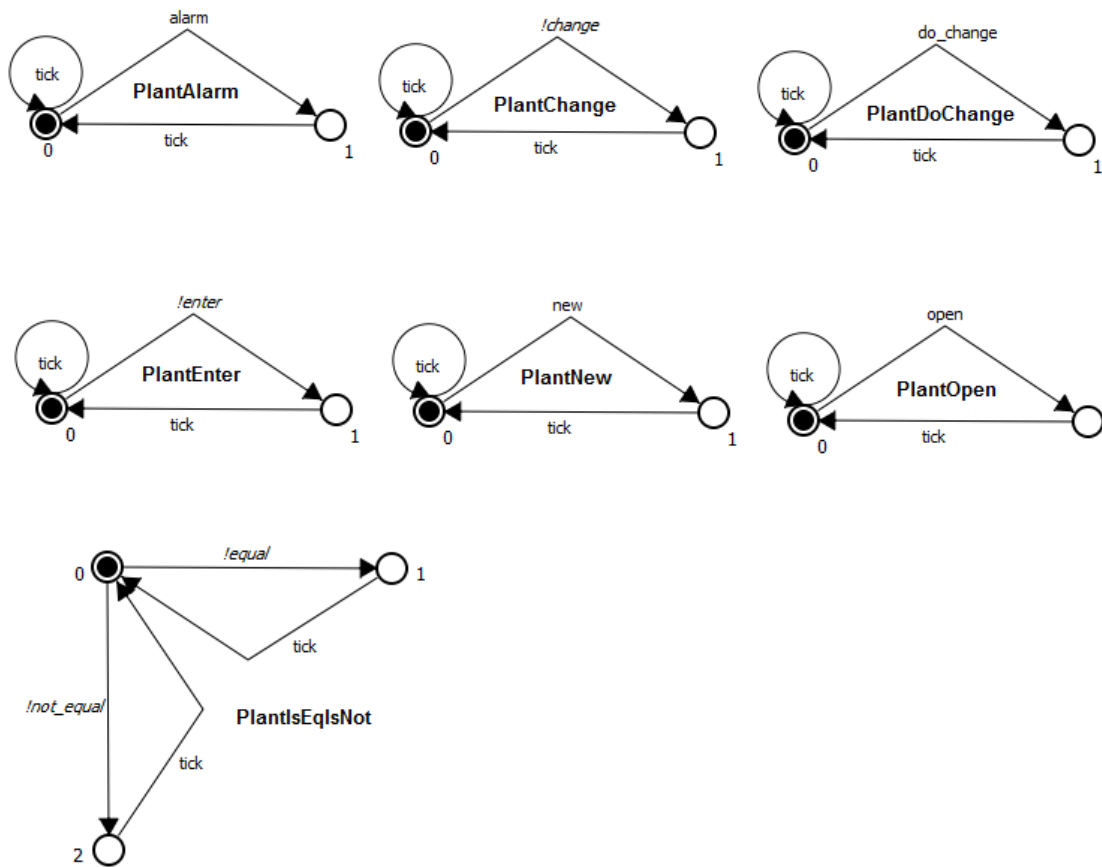 alarm
tick
PlantAlarm
tick
0
1
!change
tick
PlantChange
tick
0
1
do_change
tick
PlantDoChange
tick
0
1
!enter
tick
PlantEnter
tick
0
1
new
tick
PlantNew
tick
0
1
open
tick
PlantOpen
tick
0
!equal
0
1
tick
!not_equal
PlantIsEqIsNot
tick
2